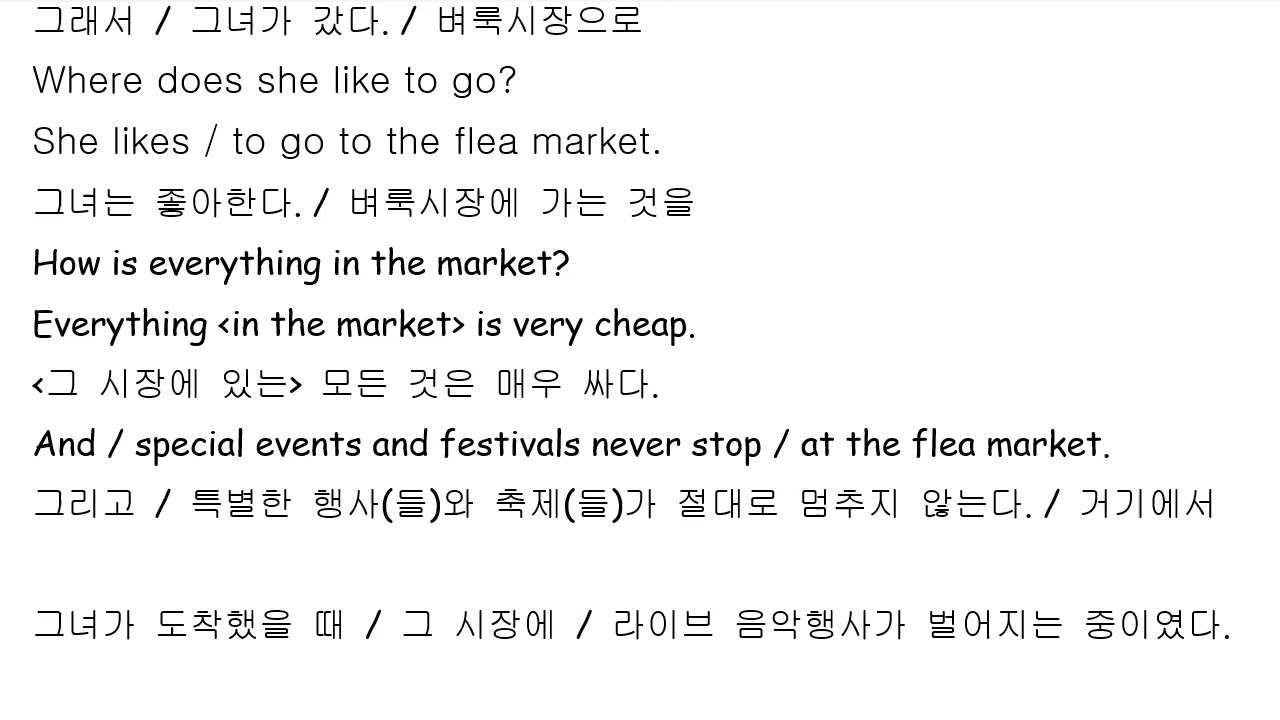 그래서 / 그녀가 갔다. / 벼룩시장으로
Where does she like to go?
She likes / to go to the flea market.
그녀는 좋아한다. / 벼룩시장에 가는 것을
How is everything in the market?
Everything <in the market> is very cheap.
<그 시장에 있는> 모든 것은 매우 싸다.
And / special events and festivals never stop / at the flea market.
그리고 / 특별한 행사(들)와 축제(들)가 절대로 멈추지 않는다. / 거기에서
그녀가 도착했을 때 / 그 시장에 / 라이브 음악행사가 벌어지는 중이였다.